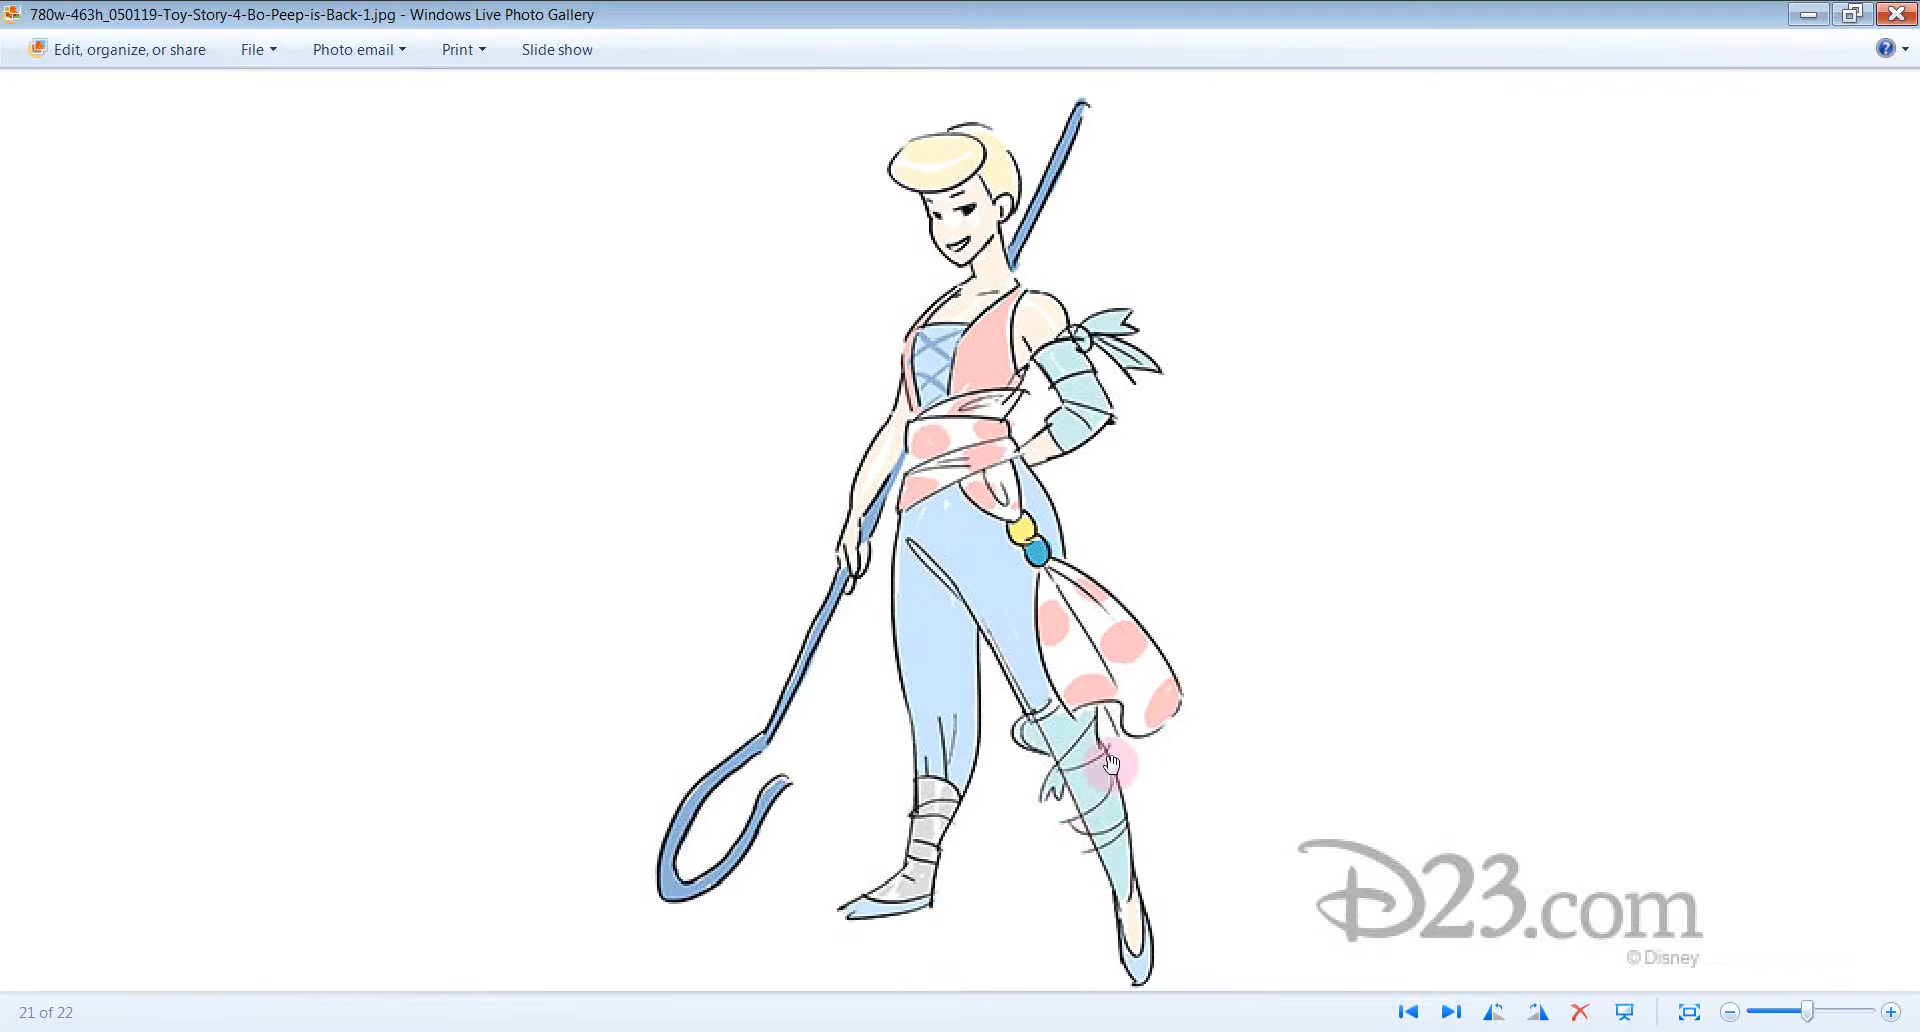 780w-463h_050119-Toy-Story-4-Bo-Peep-is-Back-1.jpg - Windows Live Photo Gallery
Edit, organize, or share File Photo email Print Slide show
D23.com
© Disney
21 of 22